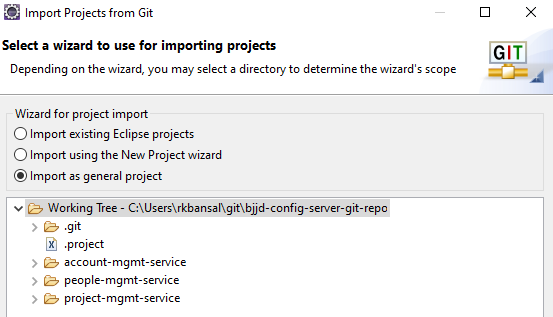 Import Projects from Git
Select a wizard to use for importing projects
Depending on the wizard, you may select a directory to determine the wizard's scope
GIT
Wizard for project import
Import existing Eclipse projects
Import using the New Project wizard
Import as general project
Working Tree - C:\Users\rkbansal\git\bjjd-config-server-git-repo
.git
.project
account-mgmt-service
people-mgmt-service
project-mgmt-service